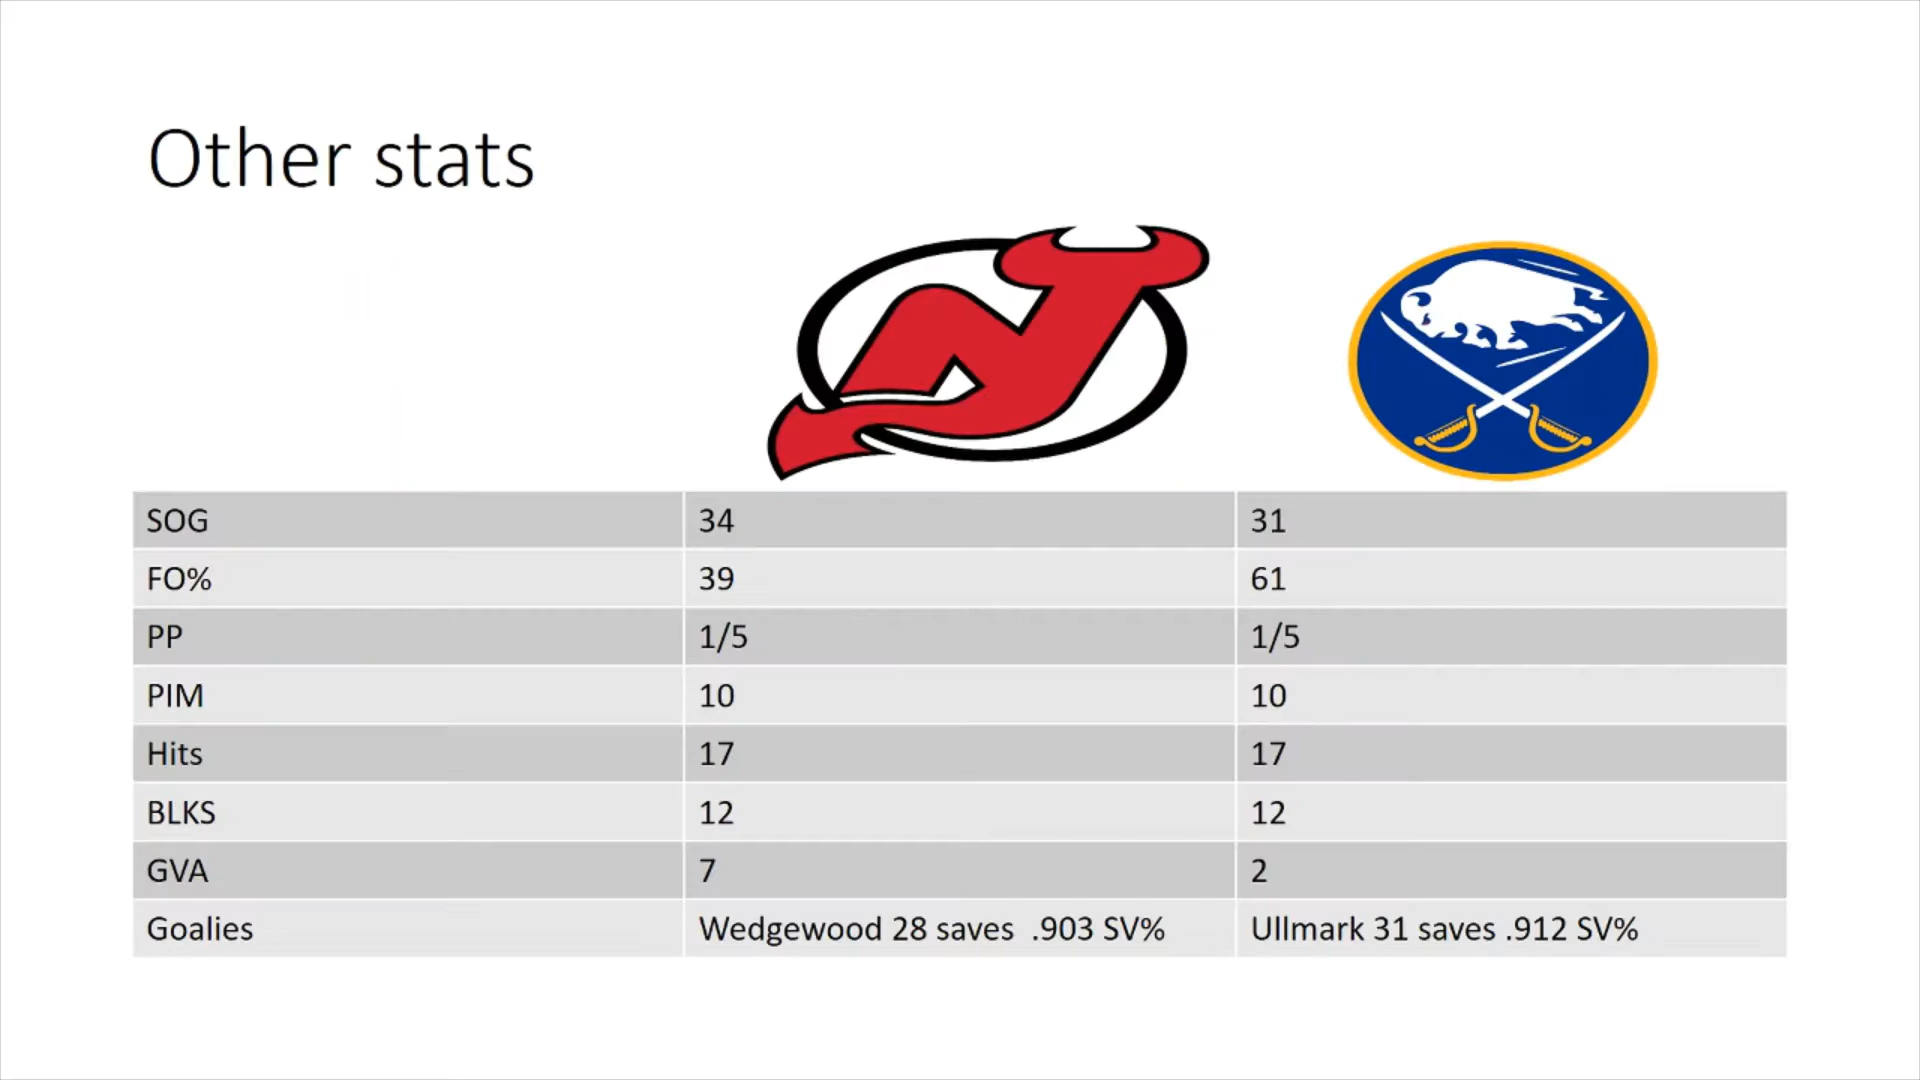 Other stats
SOG 34 31
FO% 39 61
PP 1/5 1/5
PIM 10 10
Hits 17 17
BLKS 12 12
GVA 7 2
Goalies Wedgewood 28 saves .903 SV% Ullmark 31 saves .912 SV%